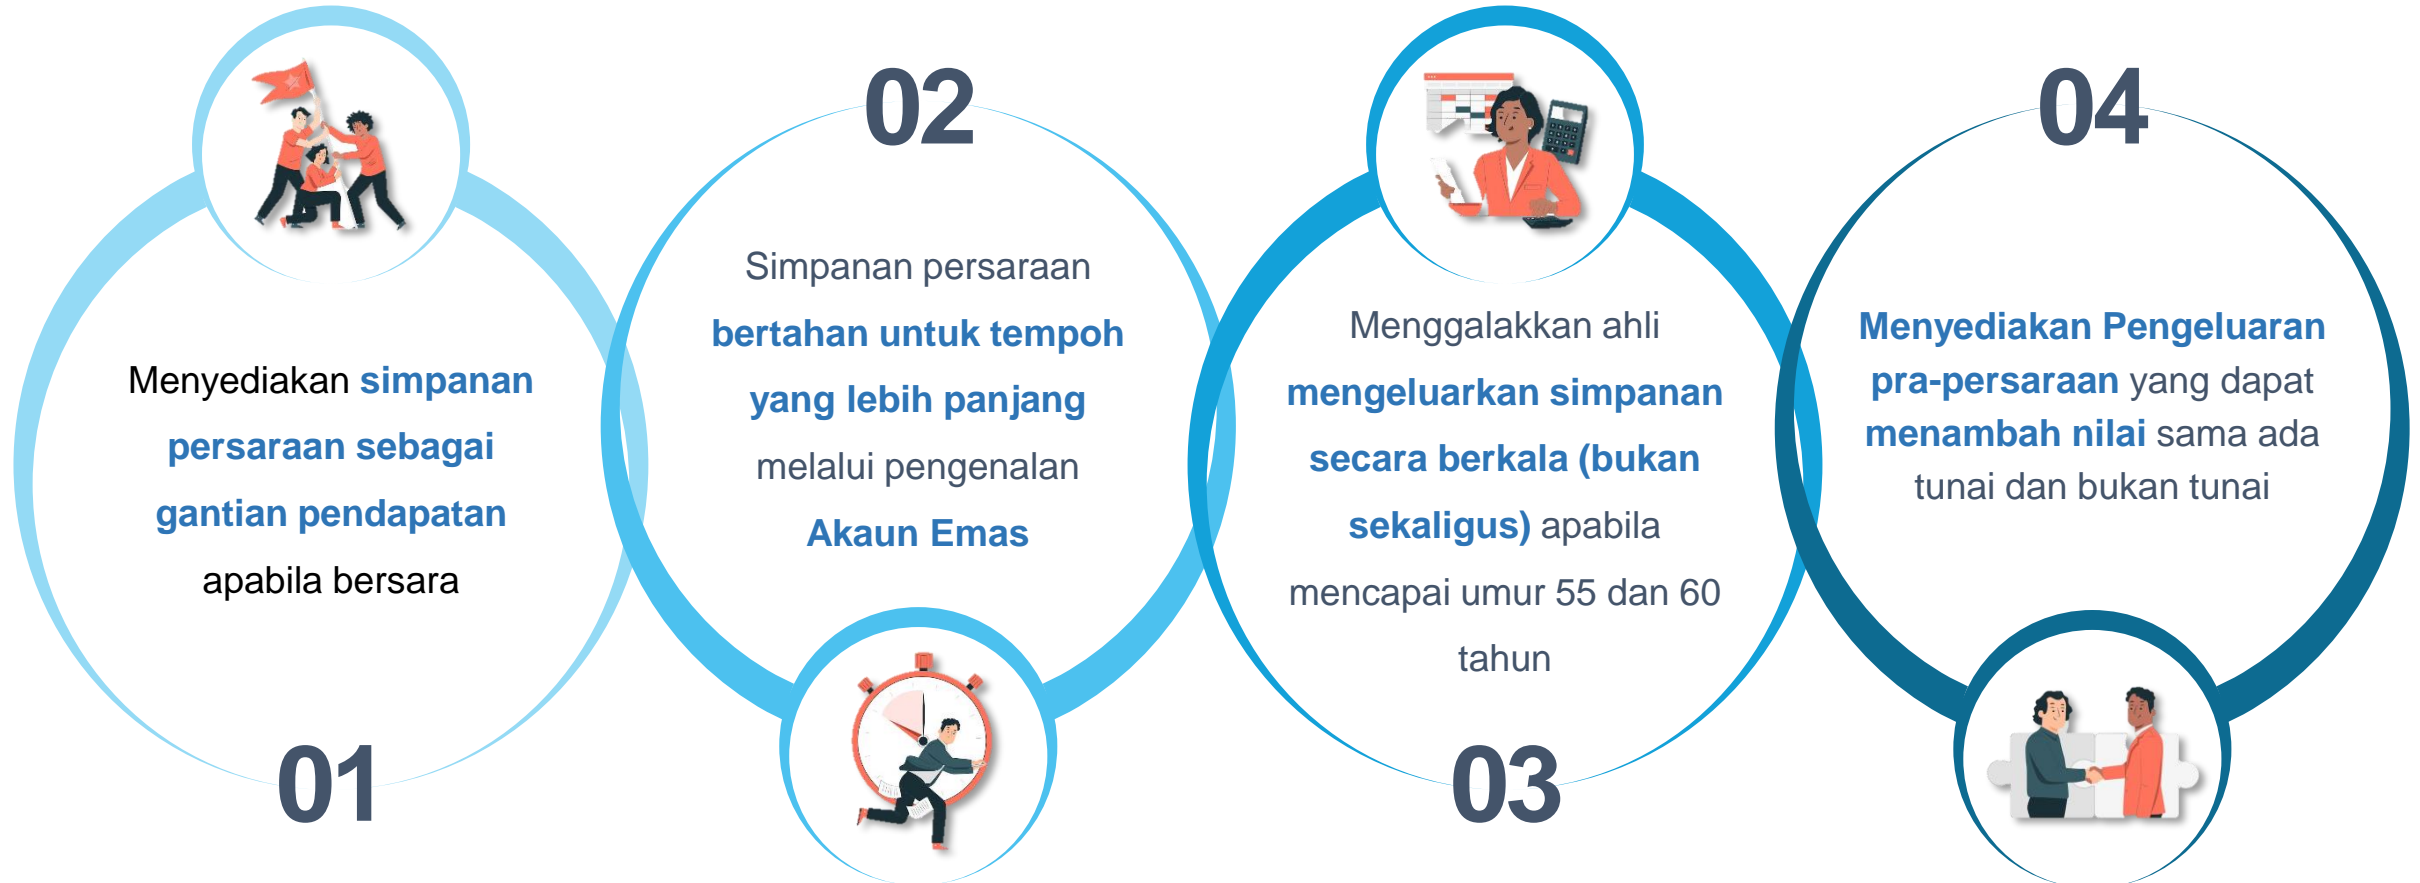 Menyediakan simpanan
persaraan sebagai
gantian pendapatan
apabila bersara
01
02
Simpanan persaraan
bertahan untuk tempoh
yang lebih panjang
melalui pengenalan
Akaun Emas
Menggalakkan ahli
mengeluarkan simpanan
secara berkala (bukan
sekaligus) apabila
mencapai umur 55 dan 60
tahun
03
04
Menyediakan Pengeluaran
pra-persaraan yang dapat
menambah nilai sama ada
tunai dan bukan tunai